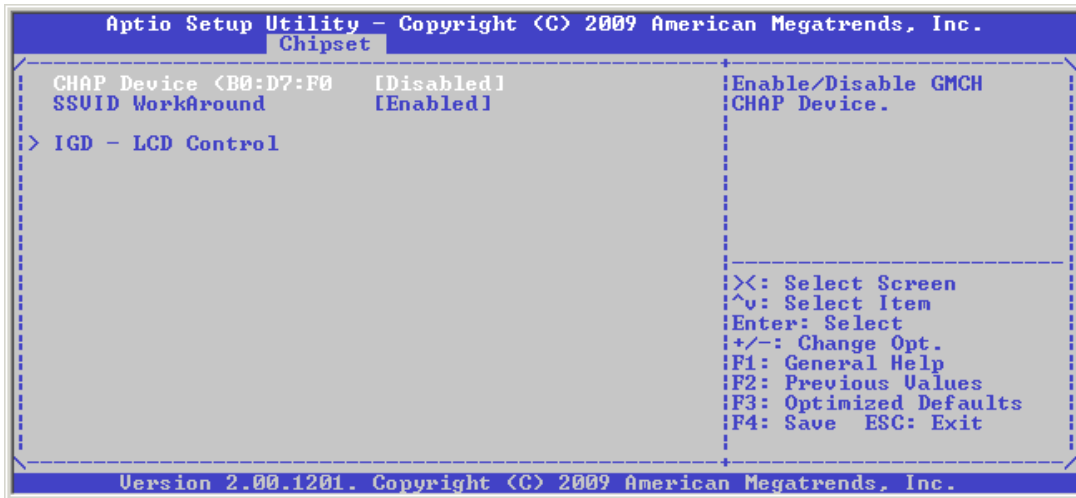 Aptio Setup Utility - Copyright (C) 2009 American Megatrends, Inc.
Chipset
CHAP Device (B0:D7:F0 [Disabled]
SSVID WorkAround [Enabled]
> IGD - LCD Control
Enable/Disable GMCH
CHAP Device.
><: Select Screen
^v: Select Item
Enter: Select
+/-: Change Opt.
F1: General Help
F2: Previous Values
F3: Optimized Defaults
F4: Save ESC: Exit
Version 2.00.1201. Copyright (C) 2009 American Megatrends, Inc.